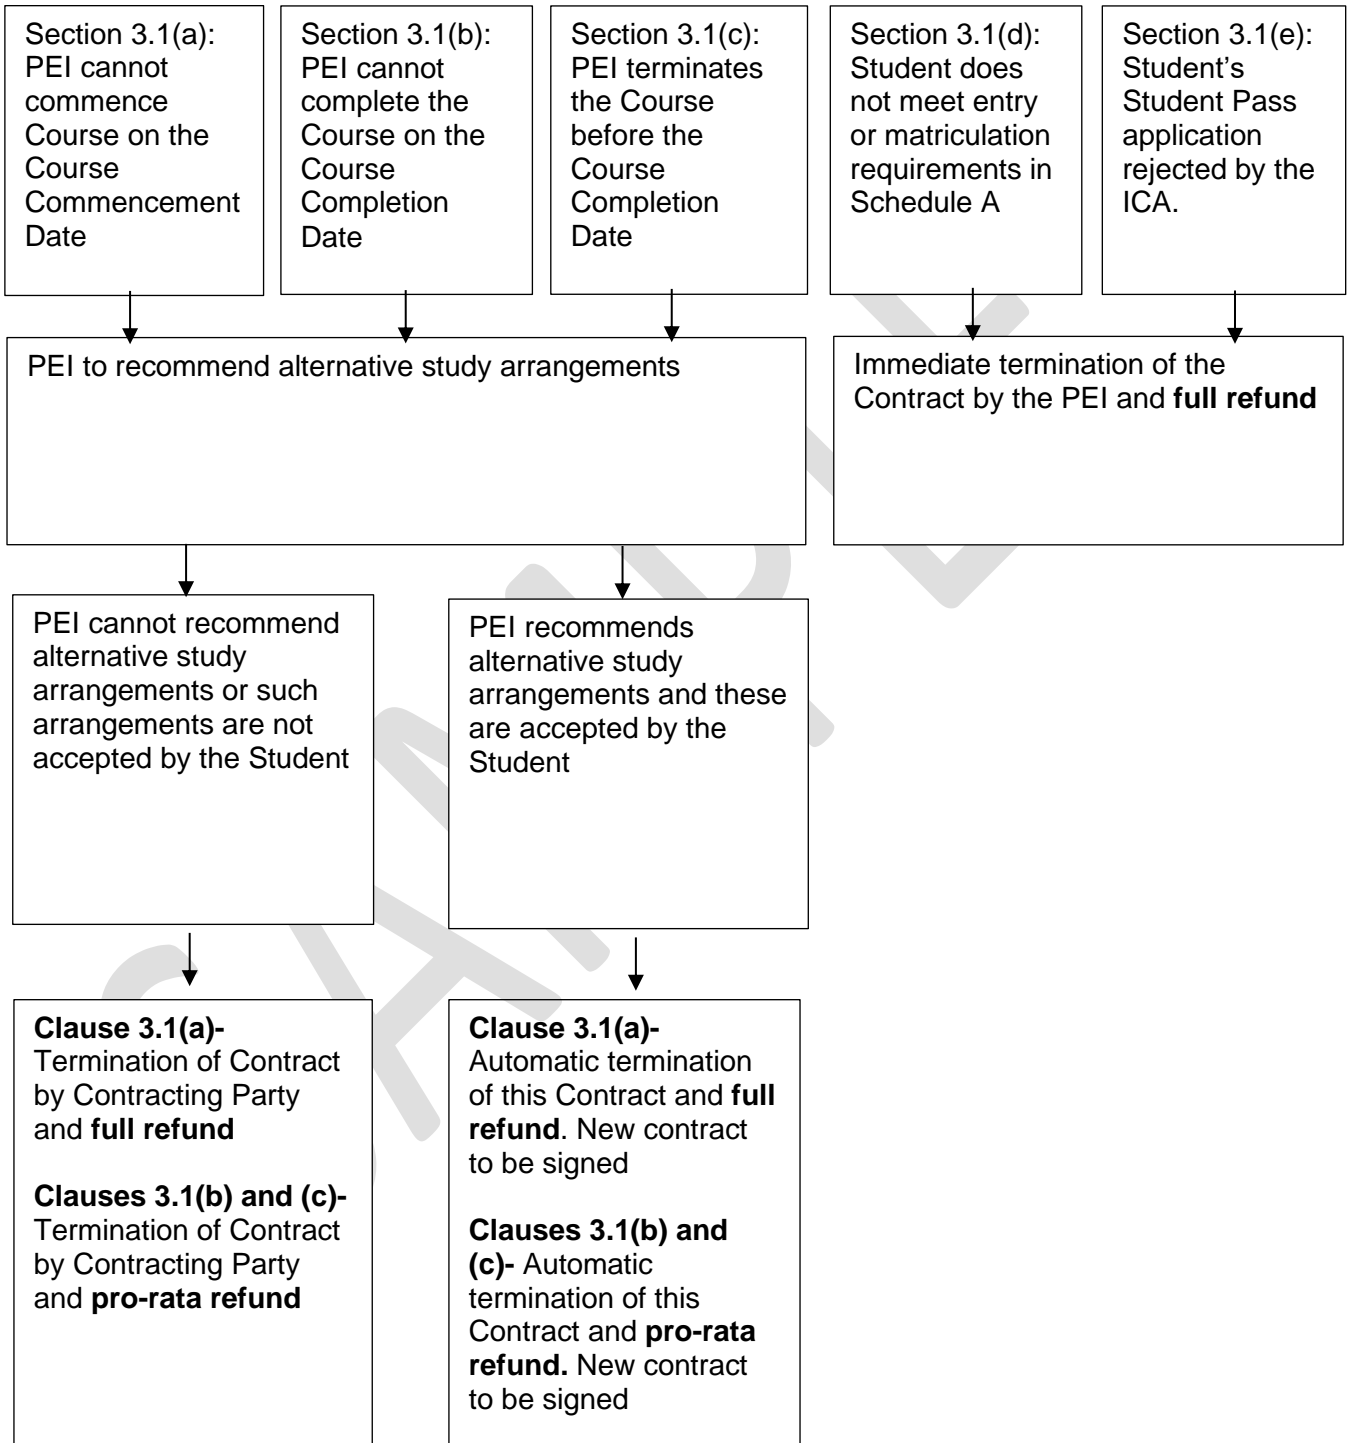 Section 3.1(a):
PEI cannot
commence
Course on the
Course
Commencement
Date
Section 3.1(b):
PEI cannot
complete the
Course on the
Course
Completion
Date
Section 3.1(c):
PEI terminates
the Course
before the
Course
Completion
Date
Section 3.1(d):
Student does
not meet entry
or matriculation
requirements in
Schedule A
Section 3.1(e):
Student’s
Student Pass
application
rejected by the
ICA.
PEI to recommend alternative study arrangements
Immediate termination of the
Contract by the PEI and full refund
PEI cannot recommend
alternative study
arrangements or such
arrangements are not
accepted by the Student
PEI recommends
alternative study
arrangements and these
are accepted by the
Student
Clause 3.1(a)-
Termination of Contract
by Contracting Party
and full refund
Clauses 3.1(b) and (c)-
Termination of Contract
by Contracting Party
and pro-rata refund
Clause 3.1(a)-
Automatic termination
of this Contract and full
refund. New contract
to be signed
Clauses 3.1(b) and
(c)- Automatic
termination of this
Contract and pro-rata
refund. New contract
to be signed
SAMPLE